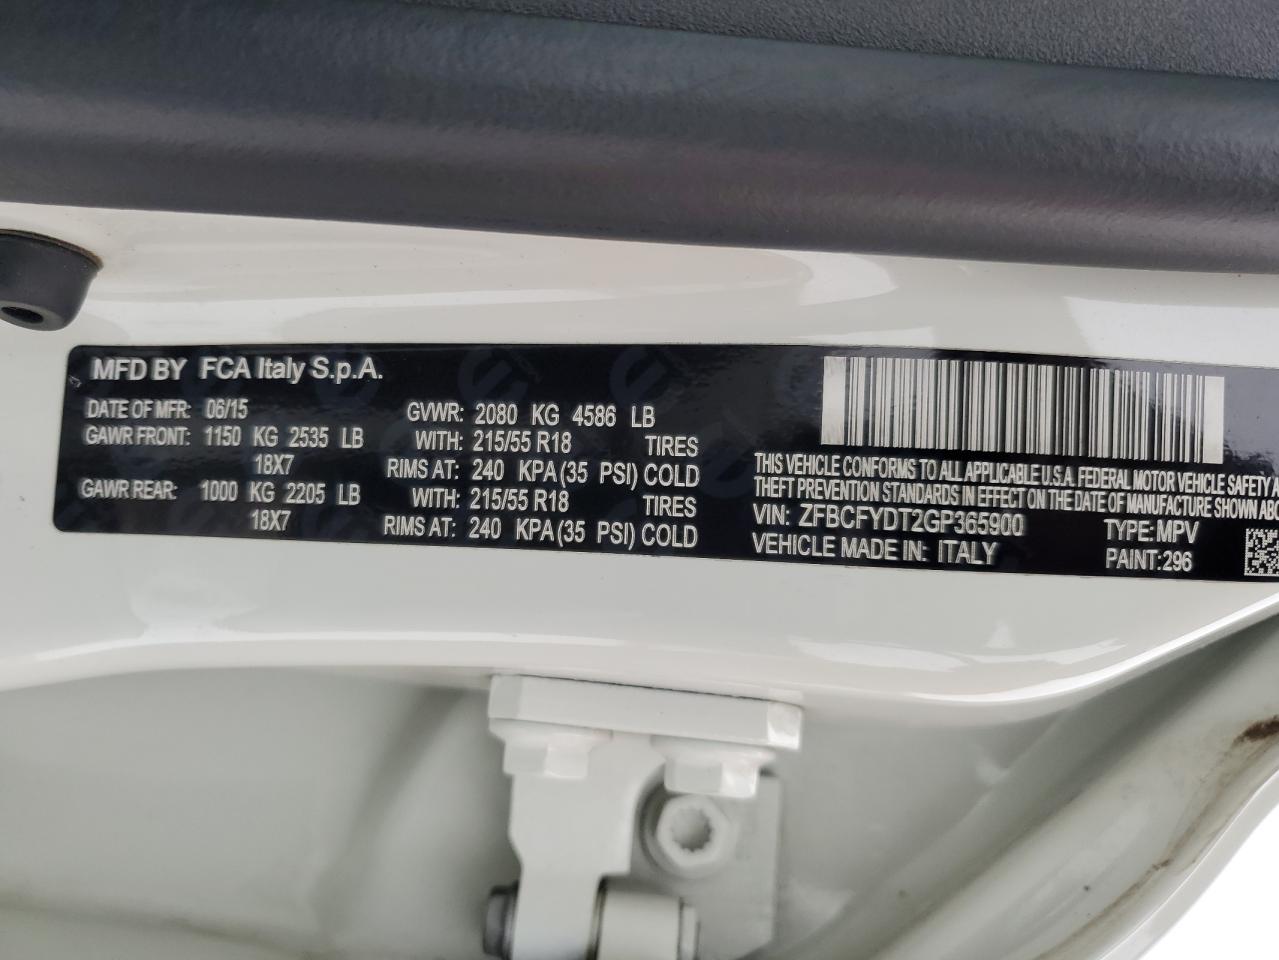 MFD BY FCA Italy S.p.A.
DATE OF MFR: 06/15 GVWR: 2080 KG 4586 LB
GAWR FRONT: 1150 KG 2535 LB WITH: 215/55 R18 TIRES
18X7 RIMS AT: 240 KPA(35 PSI) COLD
GAWR REAR: 1000 KG 2205 LB WITH: 215/55 R18 TIRES
18X7 RIMS AT: 240 KPA(35 PSI) COLD
THIS VEHICLE CONFORMS TO ALL APPLICABLE U.S.A. FEDERAL MOTOR VEHICLE SAFETY A
THEFT PREVENTION STANDARDS IN EFFECT ON THE DATE OF MANUFACTURE SHOWN ABO
VIN: ZFBCFYDT2GP365900 TYPE: MPV
VEHICLE MADE IN: ITALY PAINT:296